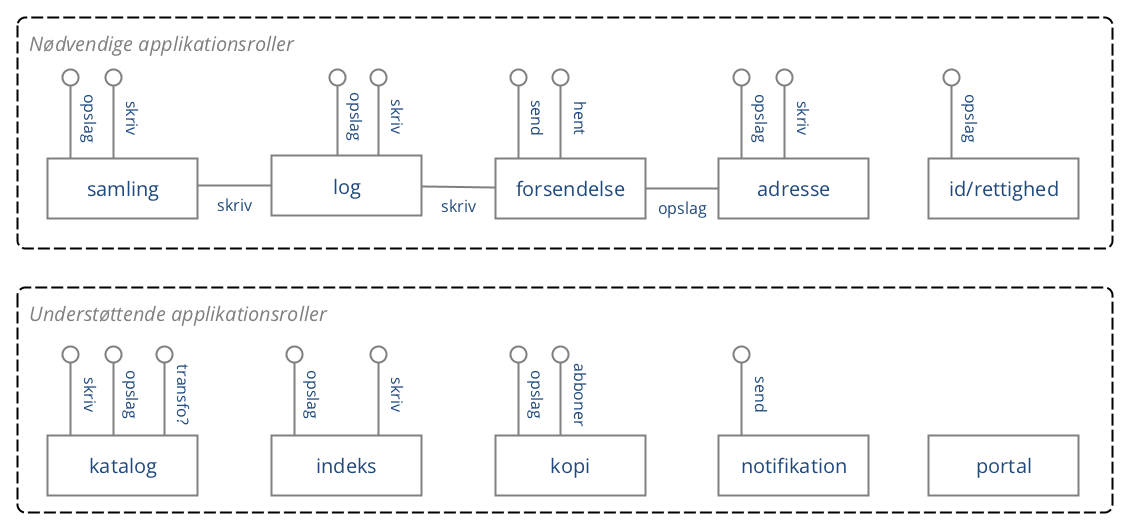 Nødvendige applikationsroller
opslag
skriv
opslag
skriv
send
hent
opslag
skriv
opslag
samling
log
forsendelse
adresse
id/rettighed
skriv
skriv
opslag
Understøttende applikationsroller
skriv
opslag
transfo?
opslag
skriv
opslag
abboner
send
katalog
indeks
kopi
notifikation
portal